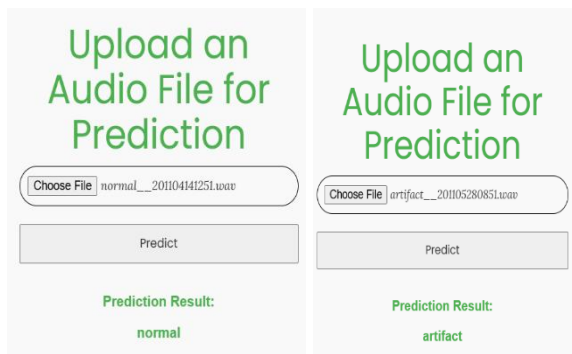 Upload an
Audio File for
Prediction
Choose File normal__201104141251.wav
Predict
Prediction Result:
normal
Upload an
Audio File for
Prediction
Choose File artifact__201105280851.wav
Predict
Prediction Result:
artifact